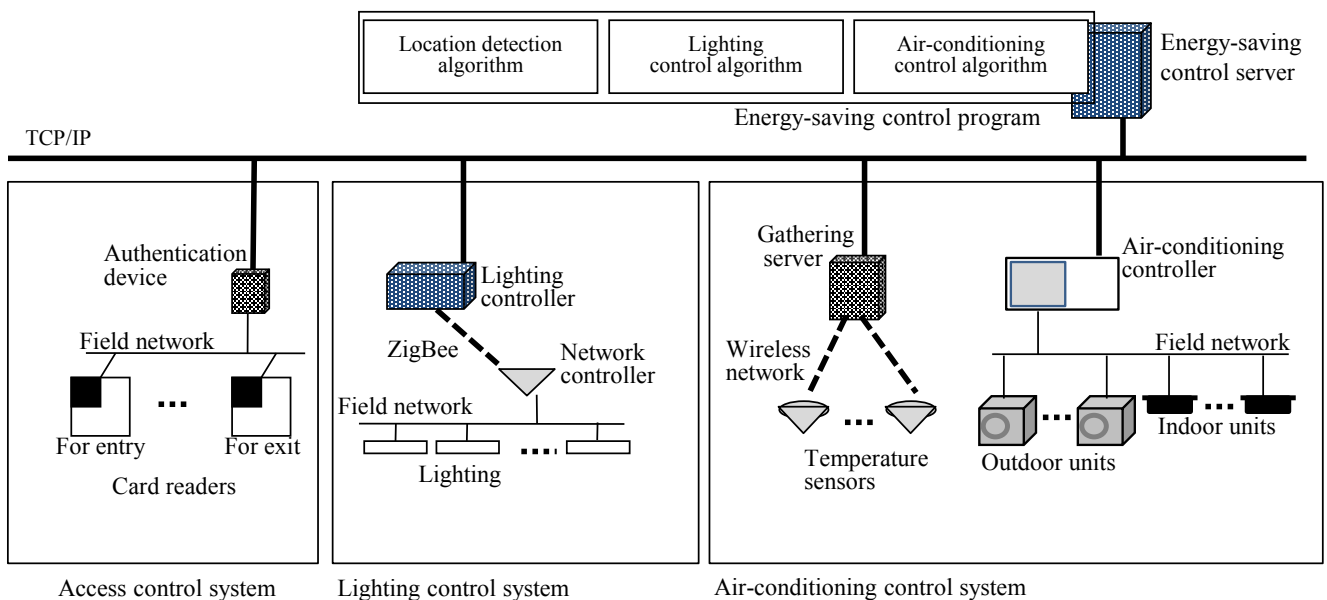 Location detection
algorithm
Lighting
control algorithm
Air-conditioning
control algorithm
Energy-saving
control server
Energy-saving control program
TCP/IP
Authentication
device
Field network
For entry
For exit
Card readers
Access control system
Lighting
controller
ZigBee
Network
controller
Field network
Lighting
Lighting control system
Gathering
server
Wireless
network
Temperature
sensors
Air-conditioning
controller
Field network
Outdoor units
Indoor units
Air-conditioning control system